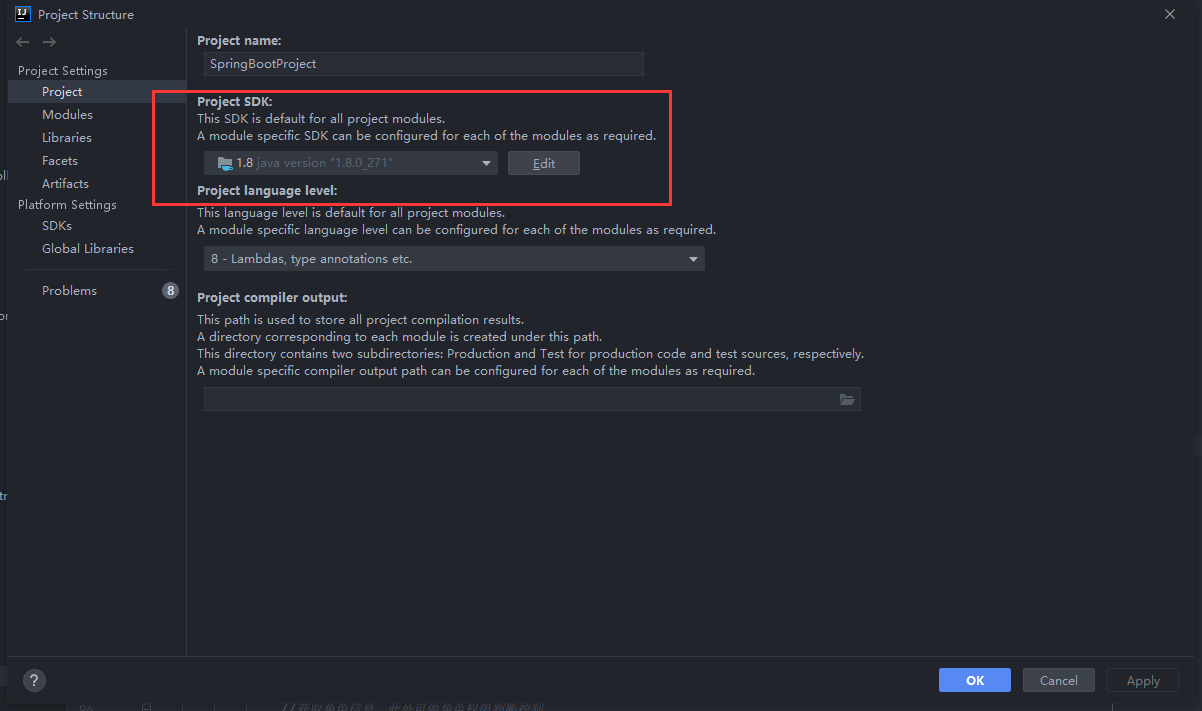 Project Structure
Project Settings
Project
Modules
Libraries
Facets
Artifacts
Platform Settings
SDKs
Global Libraries
Problems 8
Project name:
SpringBootProject
Project SDK:
This SDK is default for all project modules.
A module specific SDK can be configured for each of the modules as required.
1.8 java version "1.8.0_271"
Edit
Project language level:
This language level is default for all project modules.
A module specific language level can be configured for each of the modules as required.
8 - Lambdas, type annotations etc.
Project compiler output:
This path is used to store all project compilation results.
A directory corresponding to each module is created under this path.
This directory contains two subdirectories: Production and Test for production code and test sources, respectively.
A module specific compiler output path can be configured for each of the modules as required.
?
OK
Cancel
Apply